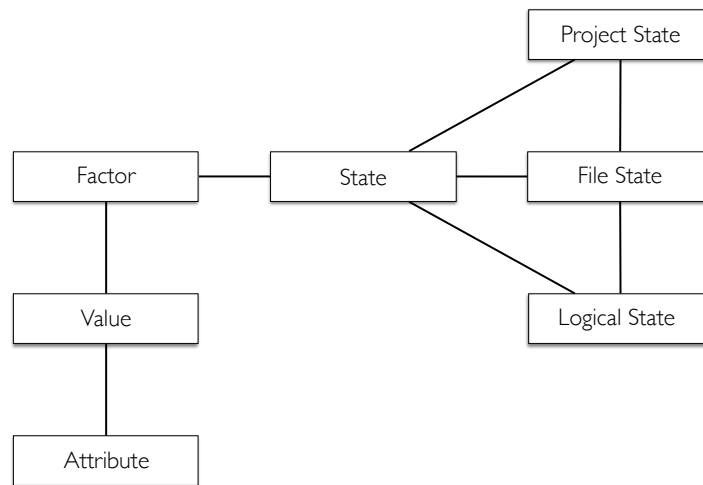 Project State
Factor
State
File State
Value
Logical State
Attribute